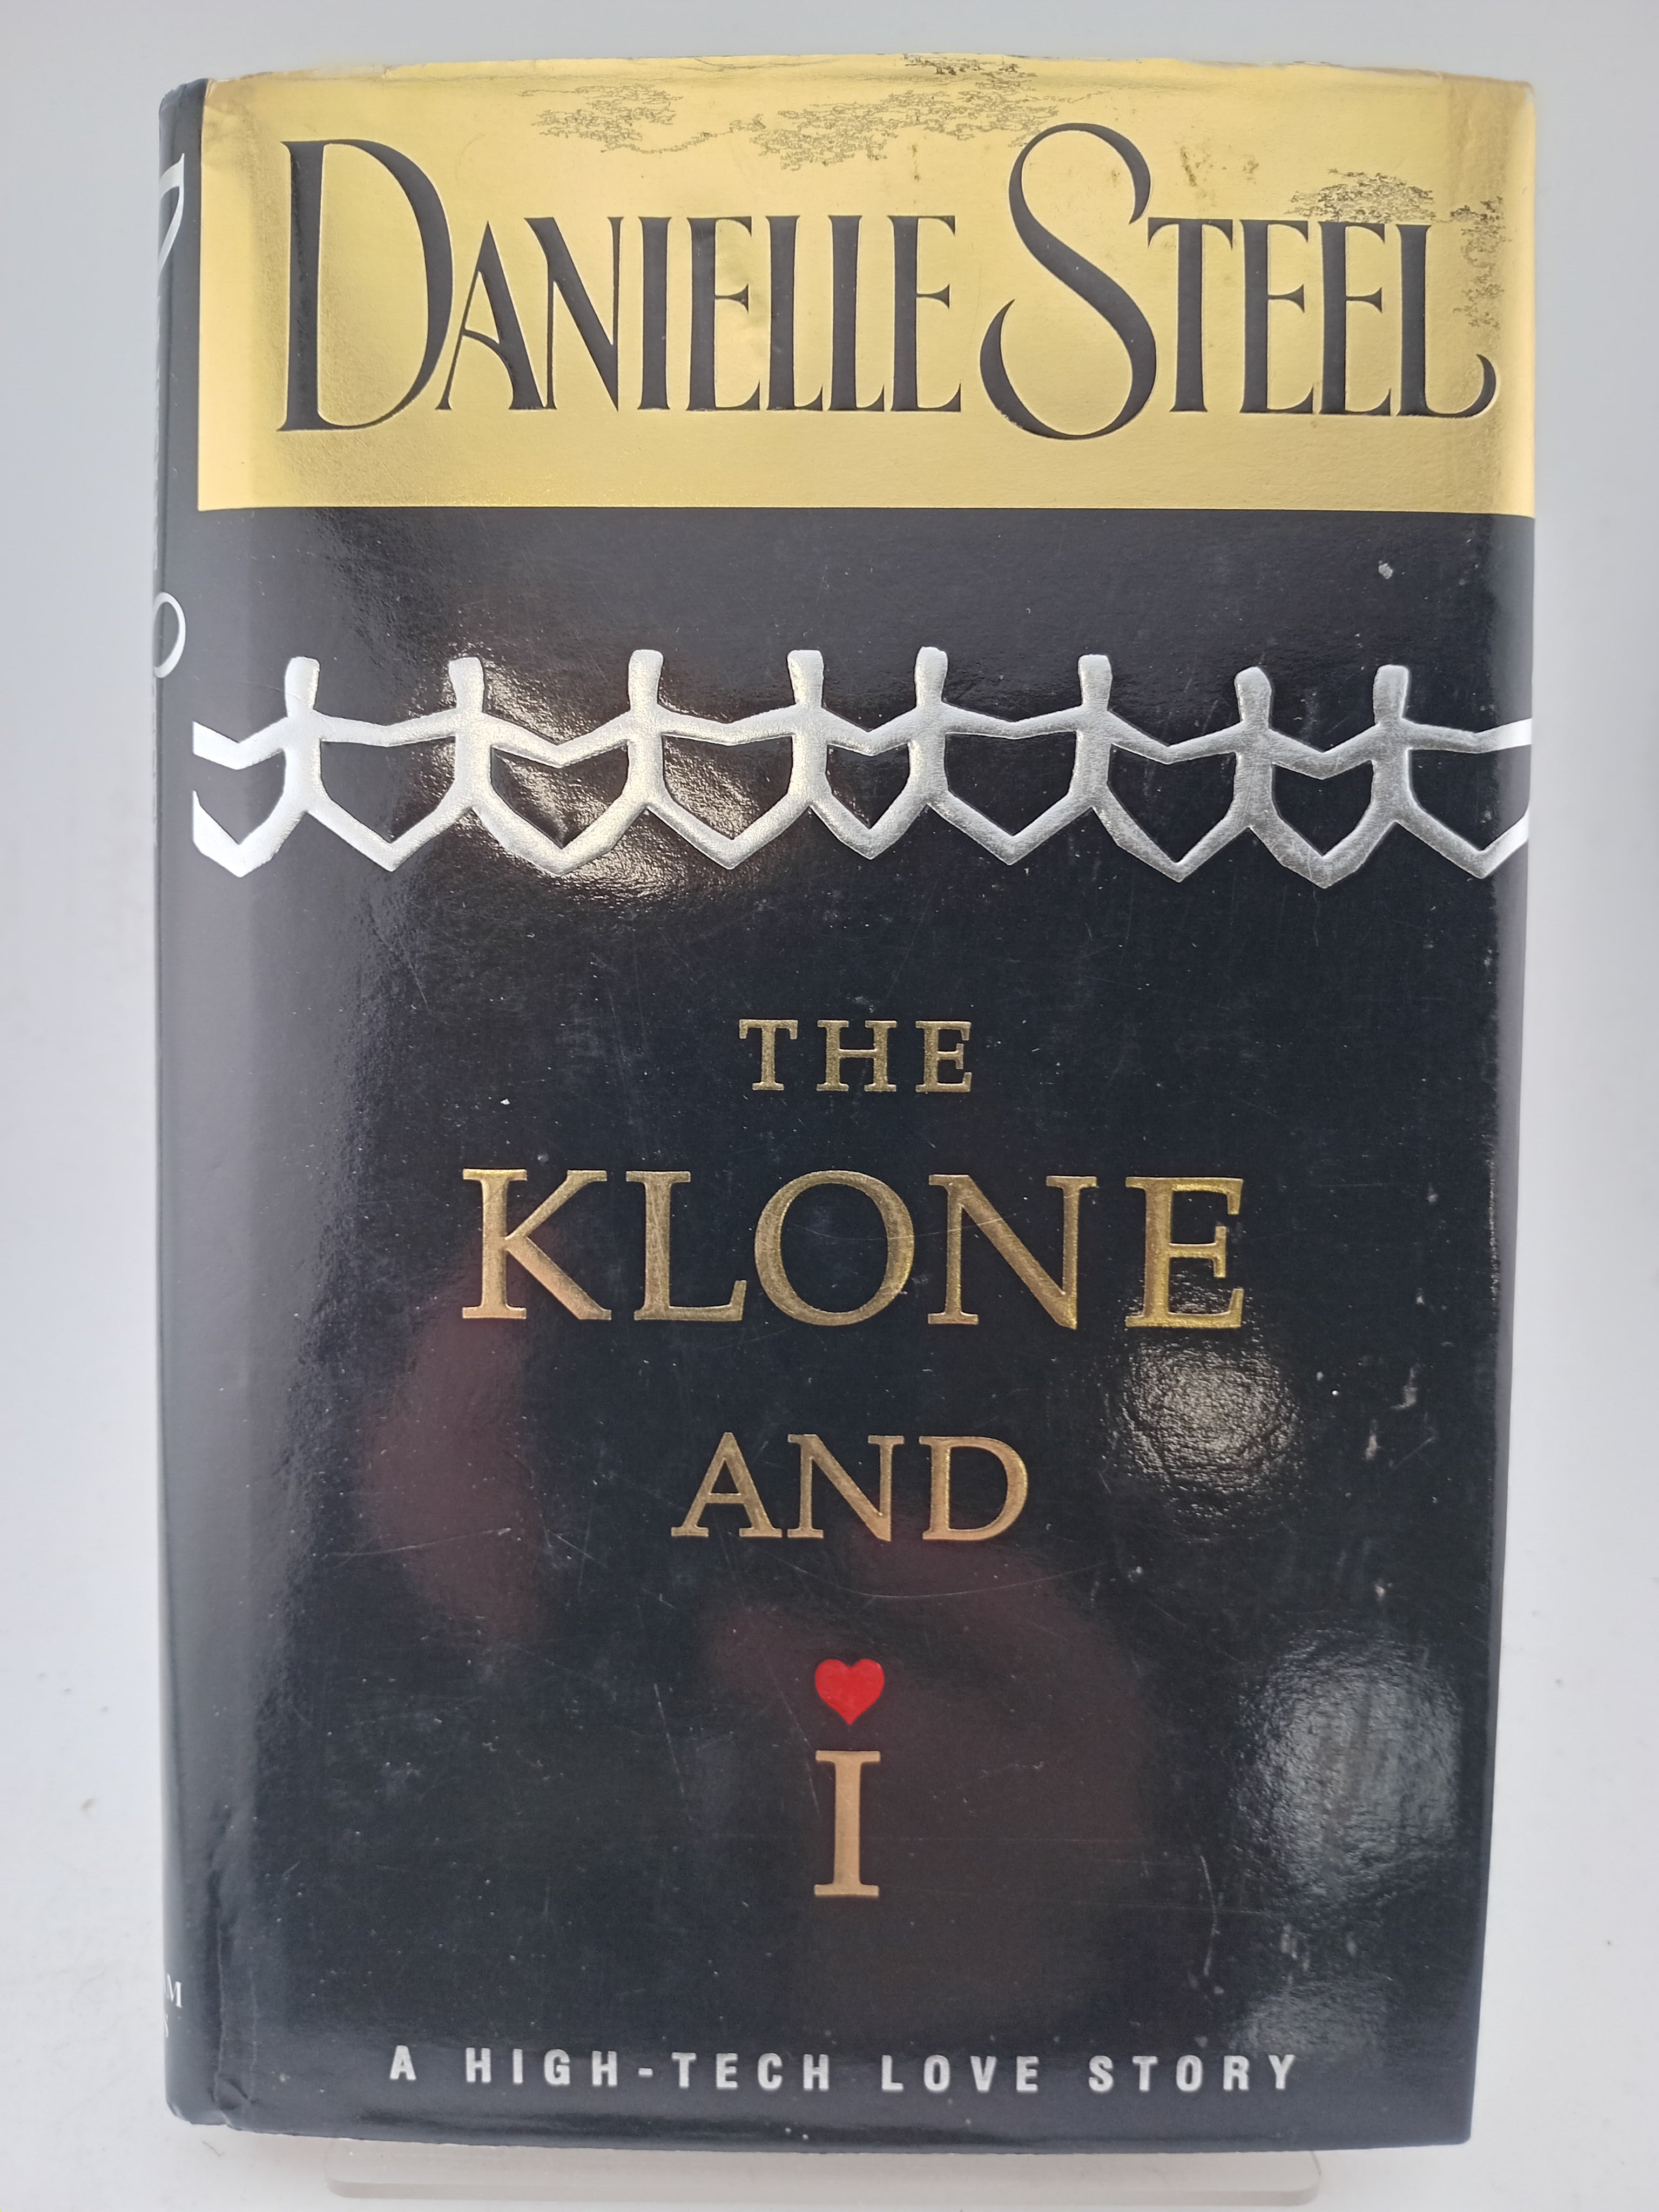 DANIELLE STEEL
THE
KLONE
AND
I
A HIGH-TECH LOVE STORY